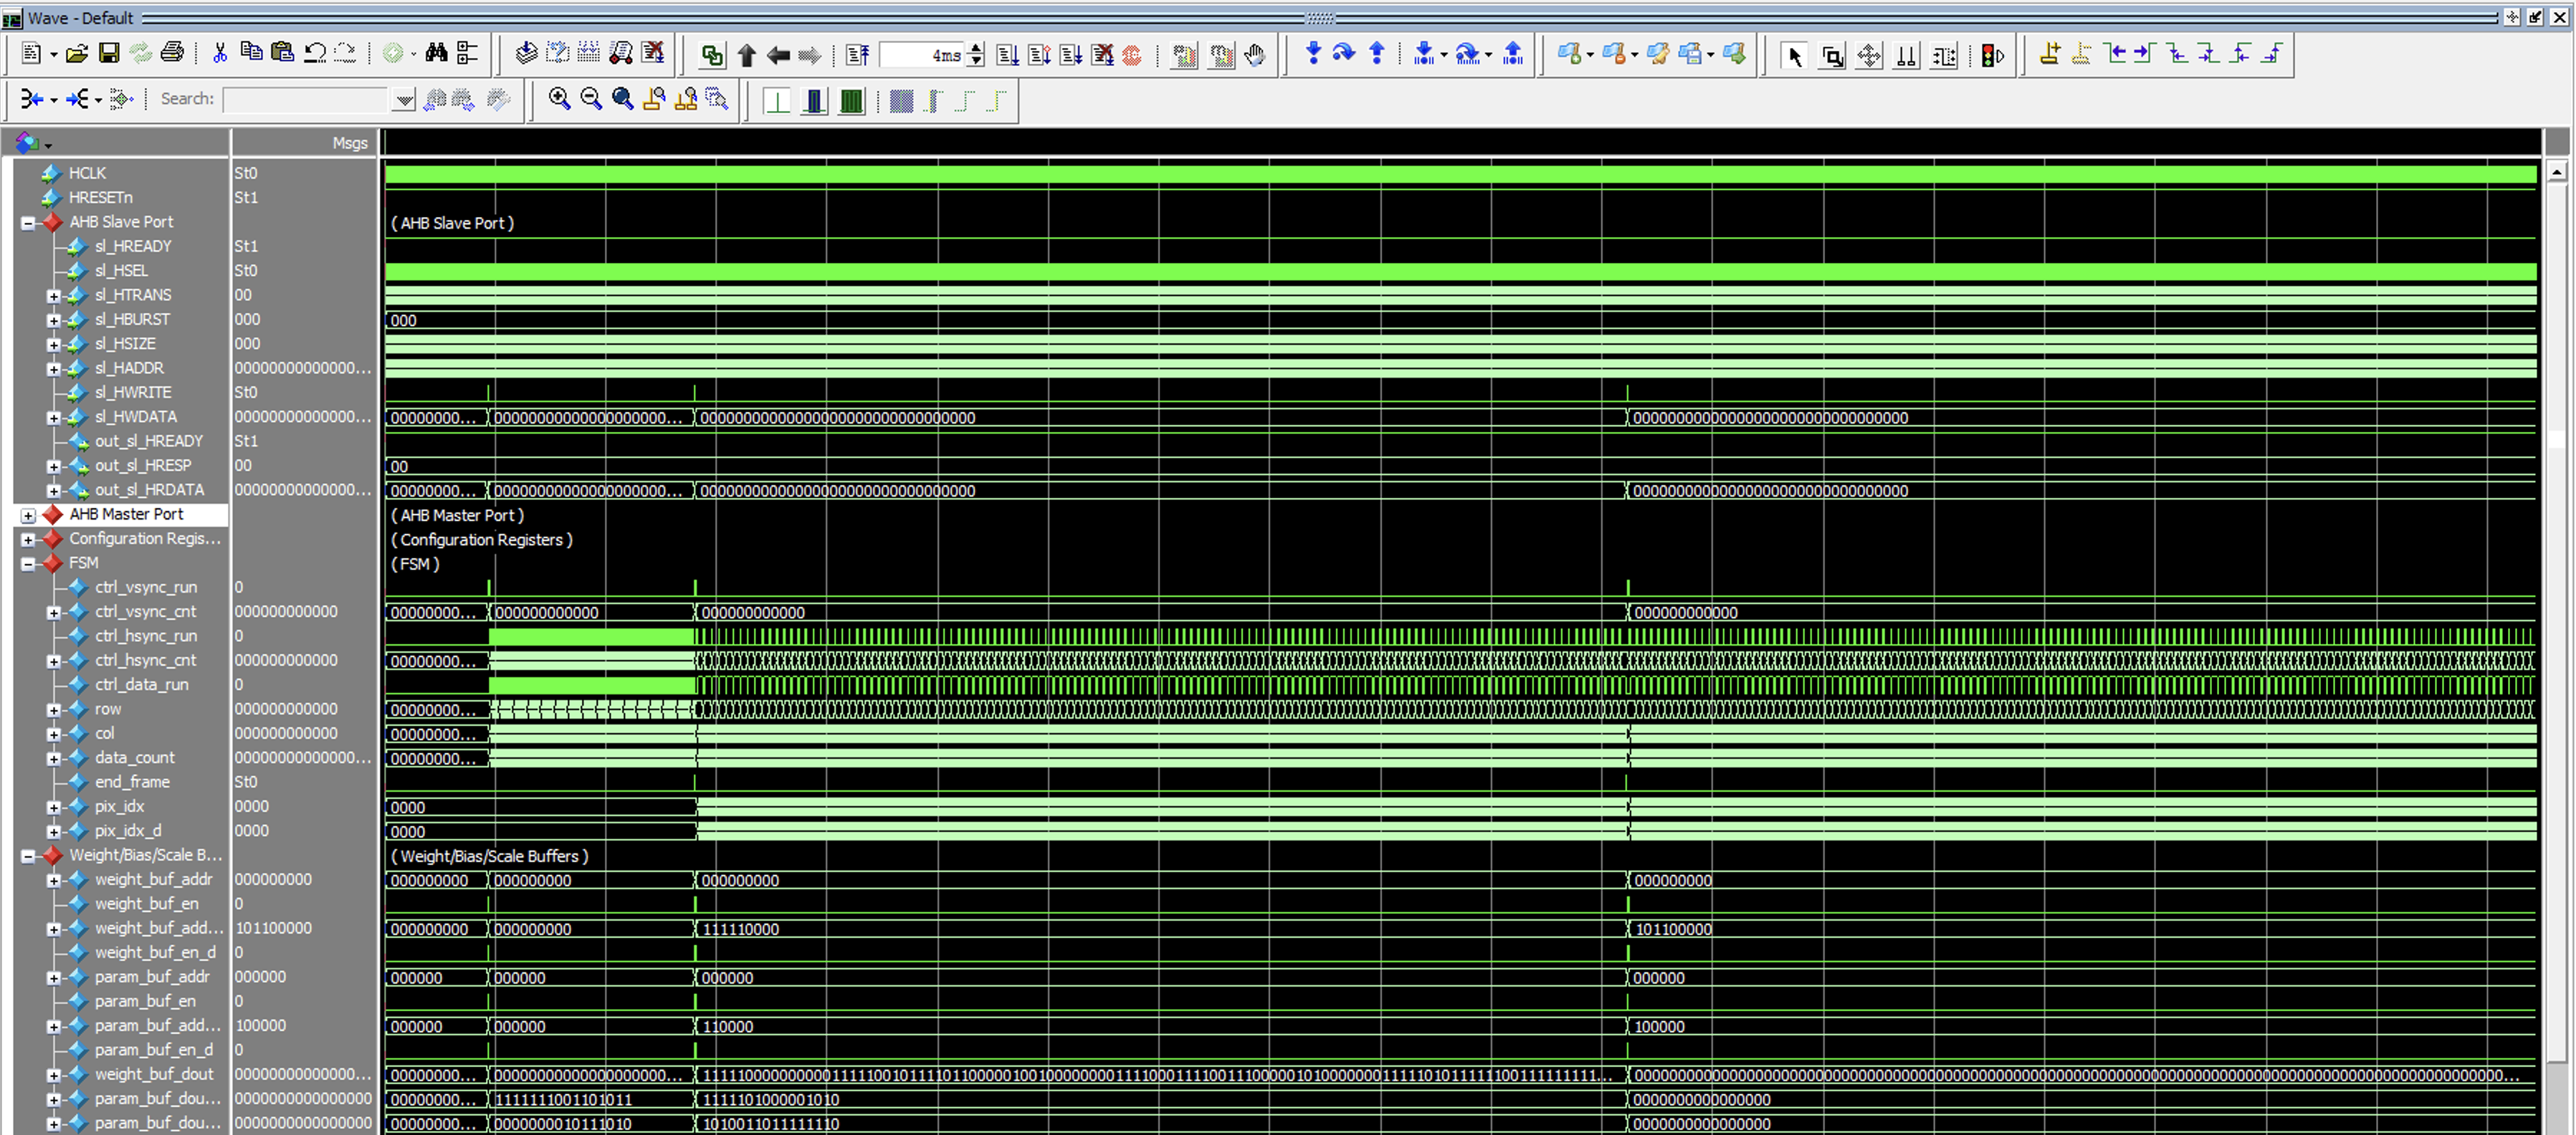 Wave - Default
4ms
Search:
Msgs
HCLK St0
HRESETn St1
AHB Slave Port ( AHB Slave Port )
sl_HREADY St1
sl_HSEL St0
sl_HTRANS 00
sl_HBURST 000 000
sl_HSIZE 000
sl_HADDR 00000000000000...
sl_HWRITE St0
sl_HWDATA 00000000000000... 00000000... 00000000000000000000... 00000000000000000000000000000000 00000000000000000000000000000000
out_sl_HREADY St1
out_sl_HRESP 00 00
out_sl_HRDATA 00000000000000... 00000000... 00000000000000000000... 00000000000000000000000000000000 00000000000000000000000000000000
AHB Master Port ( AHB Master Port )
Configuration Regis... ( Configuration Registers )
FSM ( FSM )
ctrl_vsync_run 0
ctrl_vsync_cnt 000000000000 00000000... 000000000000 000000000000 000000000000
ctrl_hsync_run 0
ctrl_hsync_cnt 000000000000 00000000...
ctrl_data_run 0
row 000000000000 00000000...
col 000000000000 00000000...
data_count 00000000000000... 00000000...
end_frame St0
pix_idx 0000 0000
pix_idx_d 0000 0000
Weight/Bias/Scale B... ( Weight/Bias/Scale Buffers )
weight_buf_addr 000000000 000000000 000000000 000000000 000000000
weight_buf_en 0
weight_buf_add... 101100000 000000000 000000000 111110000 101100000
weight_buf_en_d 0
param_buf_addr 000000 000000 000000 000000 000000
param_buf_en 0
param_buf_add... 100000 000000 000000 110000 100000
param_buf_en_d 0
weight_buf_dout 00000000000000... 00000000... 00000000000000000000...
param_buf_dou... 0000000000000000 00000000... 1111111001101011 1111101000001010 0000000000000000
param_buf_dou... 0000000000000000 00000000... 0000000010111010 1010011011111110 0000000000000000